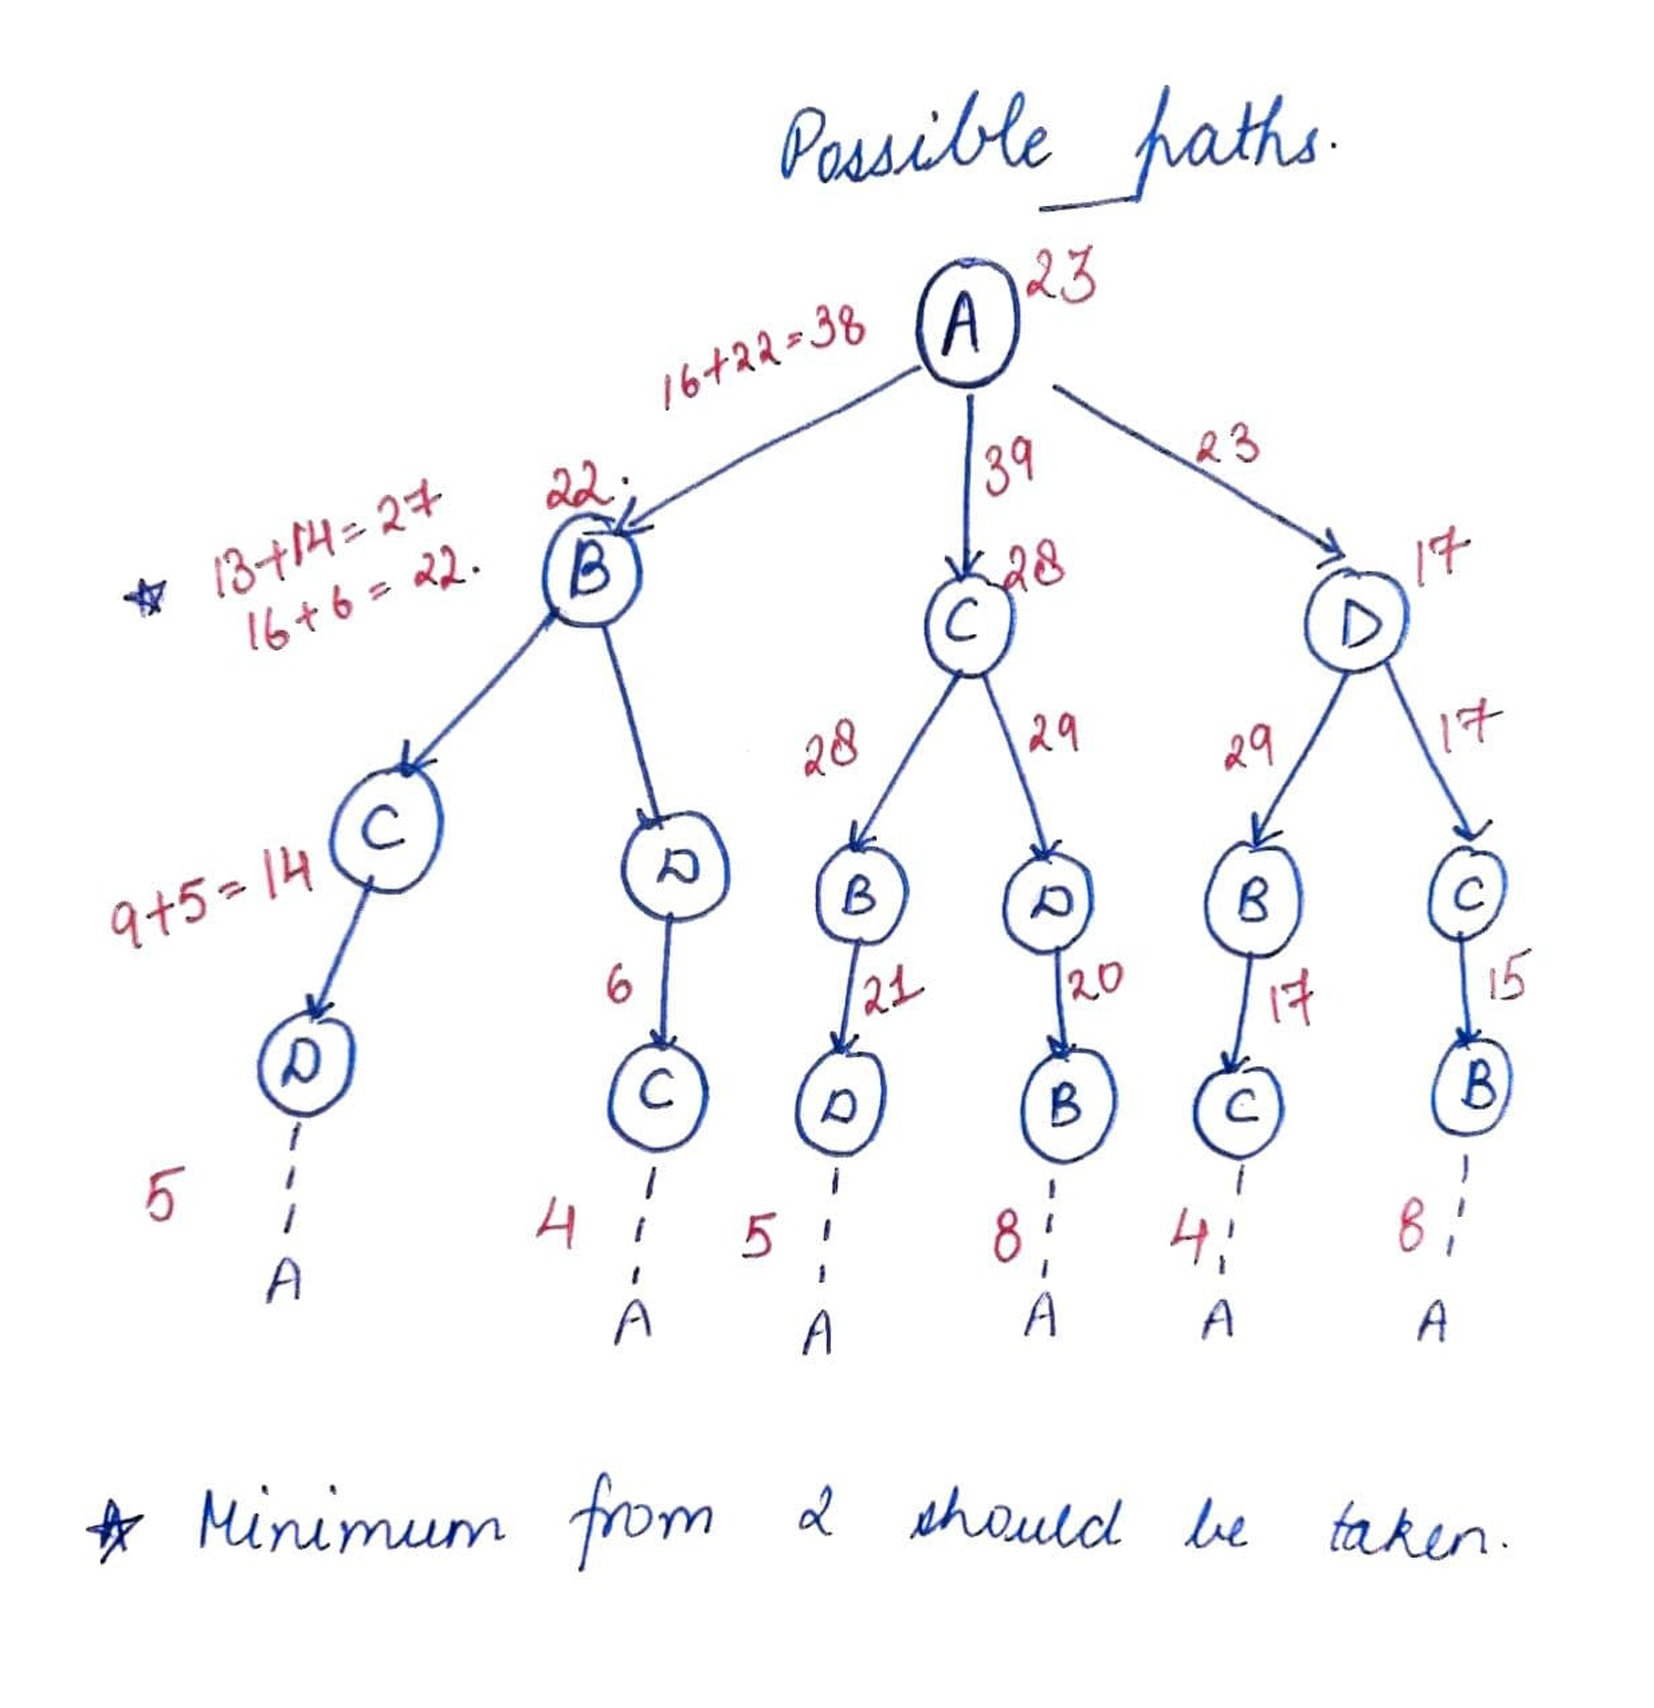 Possible paths.
A 23
16+22=38
39
23
22.
13+14=27
16+6=22.
B
C 28
D 17
28
29
29
17
C
D
B
D
B
C
9+5=14
6
21
20
17
15
D
C
D
B
C
B
5
4
5
8
4
8
A
A
A
A
A
A
Minimum from 2 should be taken.